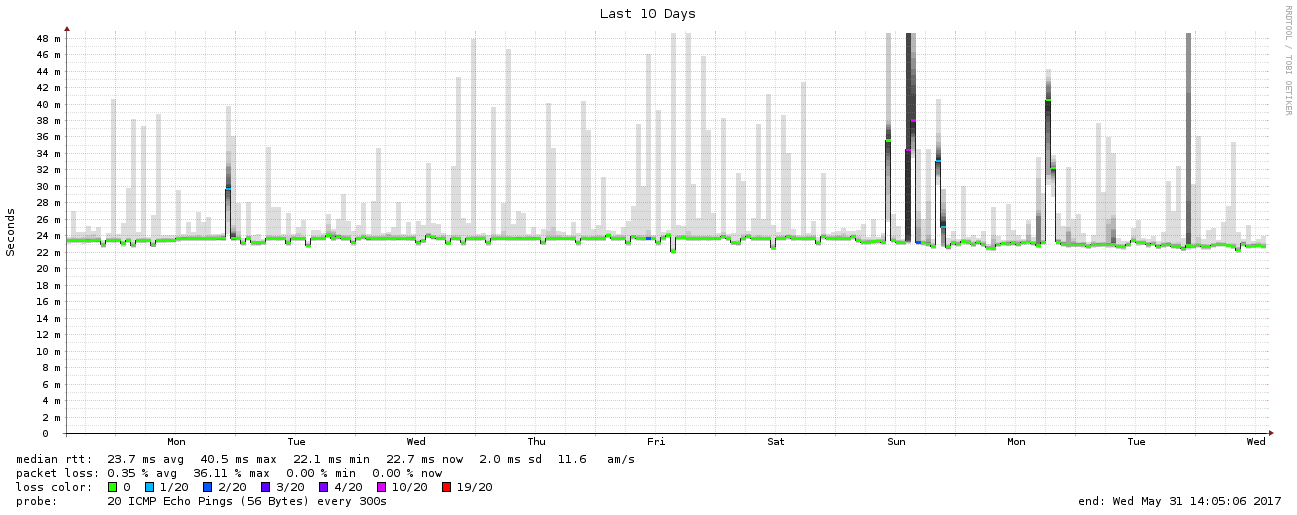 Last 10 Days
RRDTOOL / TOBI OETIKER
Seconds
48 m
46 m
44 m
42 m
40 m
38 m
36 m
34 m
32 m
30 m
28 m
26 m
24 m
22 m
20 m
18 m
16 m
14 m
12 m
10 m
8 m
6 m
4 m
2 m
0
Mon Tue Wed Thu Fri Sat Sun Mon Tue Wed
median rtt: 23.7 ms avg 40.5 ms max 22.1 ms min 22.7 ms now 2.0 ms sd 11.6 am/s
packet loss: 0.35 % avg 36.11 % max 0.00 % min 0.00 % now
loss color: 0 1/20 2/20 3/20 4/20 10/20 19/20
probe: 20 ICMP Echo Pings (56 Bytes) every 300s end: Wed May 31 14:05:06 2017